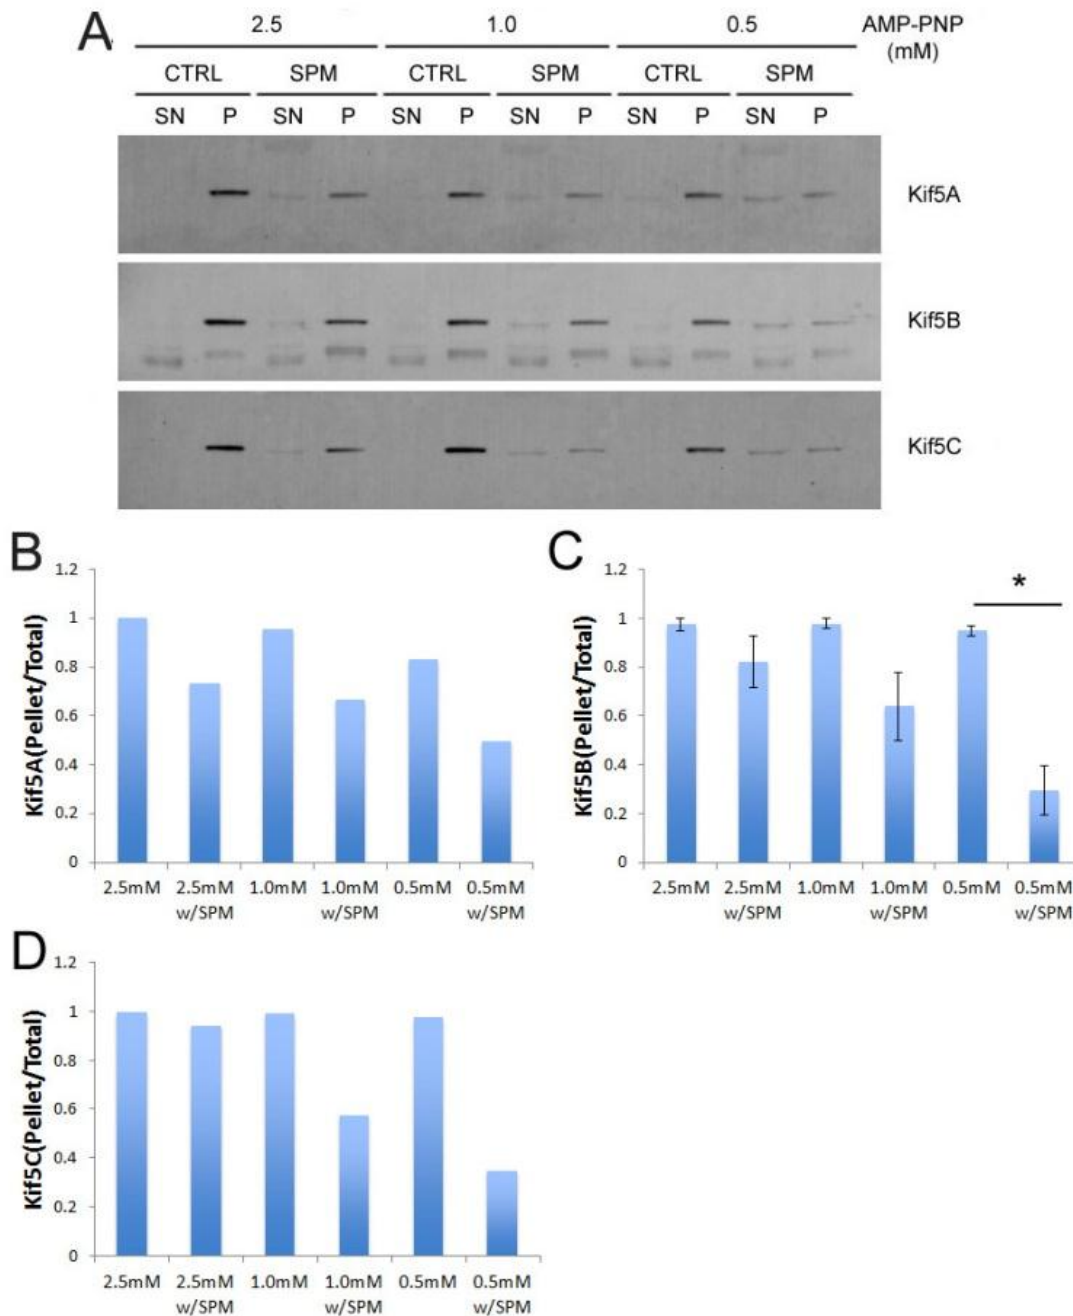 A
2.5 1.0 0.5 AMP-PNP
(mM)
CTRL SPM CTRL SPM CTRL SPM
SN P SN P SN P SN P SN P SN P
Kif5A
Kif5B
Kif5C
B
Kif5A(Pellet/Total)
1.2
1
0.8
0.6
0.4
0.2
0
2.5mM 2.5mM 1.0mM 1.0mM 0.5mM 0.5mM
w/SPM w/SPM w/SPM
C
Kif5B(Pellet/Total)
1.2
1
0.8
0.6
0.4
0.2
0
*
2.5mM 2.5mM 1.0mM 1.0mM 0.5mM 0.5mM
w/SPM w/SPM w/SPM
D
Kif5C(Pellet/Total)
1.2
1
0.8
0.6
0.4
0.2
0
2.5mM 2.5mM 1.0mM 1.0mM 0.5mM 0.5mM
w/SPM w/SPM w/SPM